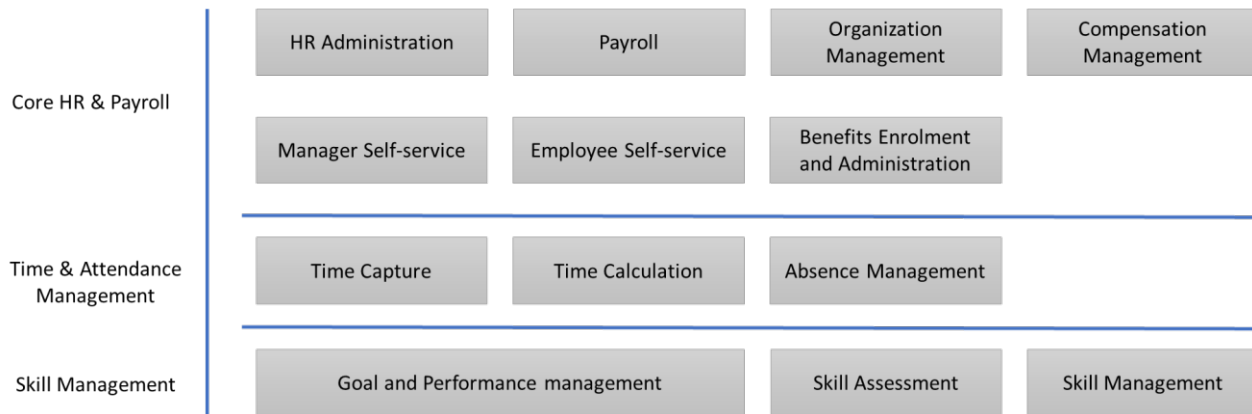 HR Administration
Payroll
Organization
Management
Compensation
Management
Core HR & Payroll
Manager Self-service
Employee Self-service
Benefits Enrolment
and Administration
Time & Attendance
Management
Time Capture
Time Calculation
Absence Management
Skill Management
Goal and Performance management
Skill Assessment
Skill Management